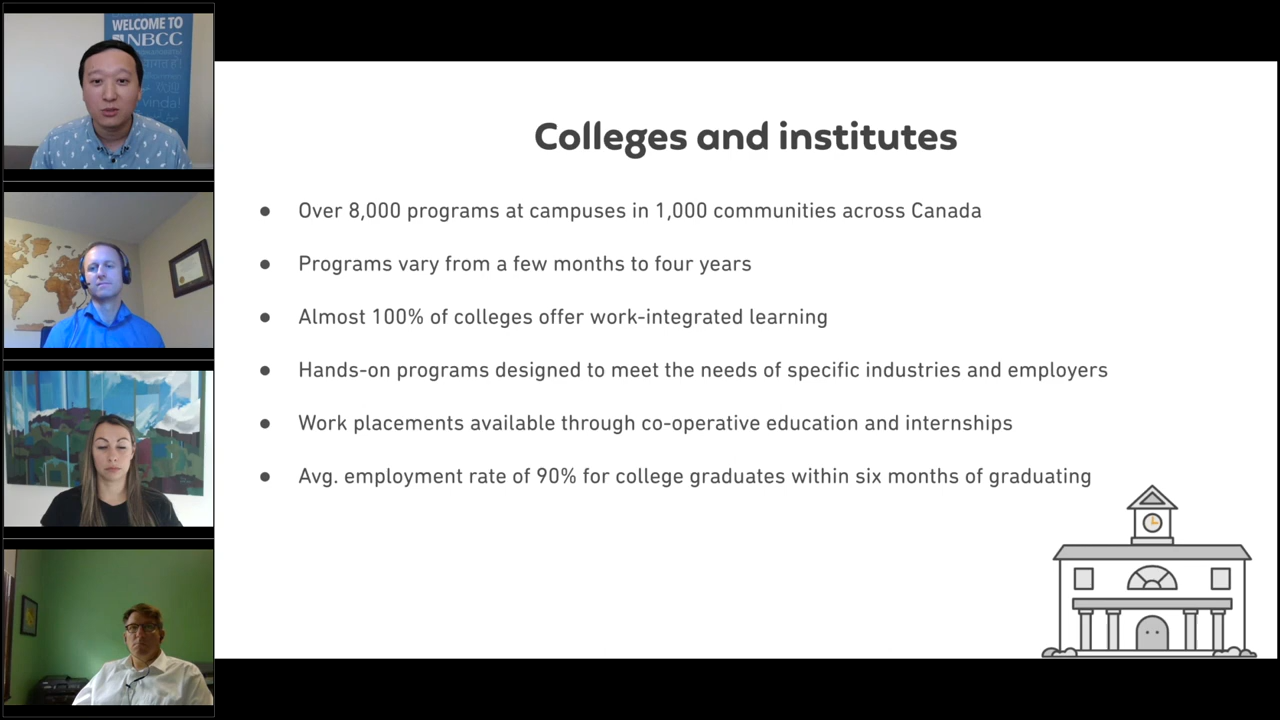 WELCOME TO
NBCC
Colleges and institutes
● Over 8,000 programs at campuses in 1,000 communities across Canada
● Programs vary from a few months to four years
● Almost 100% of colleges offer work-integrated learning
● Hands-on programs designed to meet the needs of specific industries and employers
● Work placements available through co-operative education and internships
● Avg. employment rate of 90% for college graduates within six months of graduating